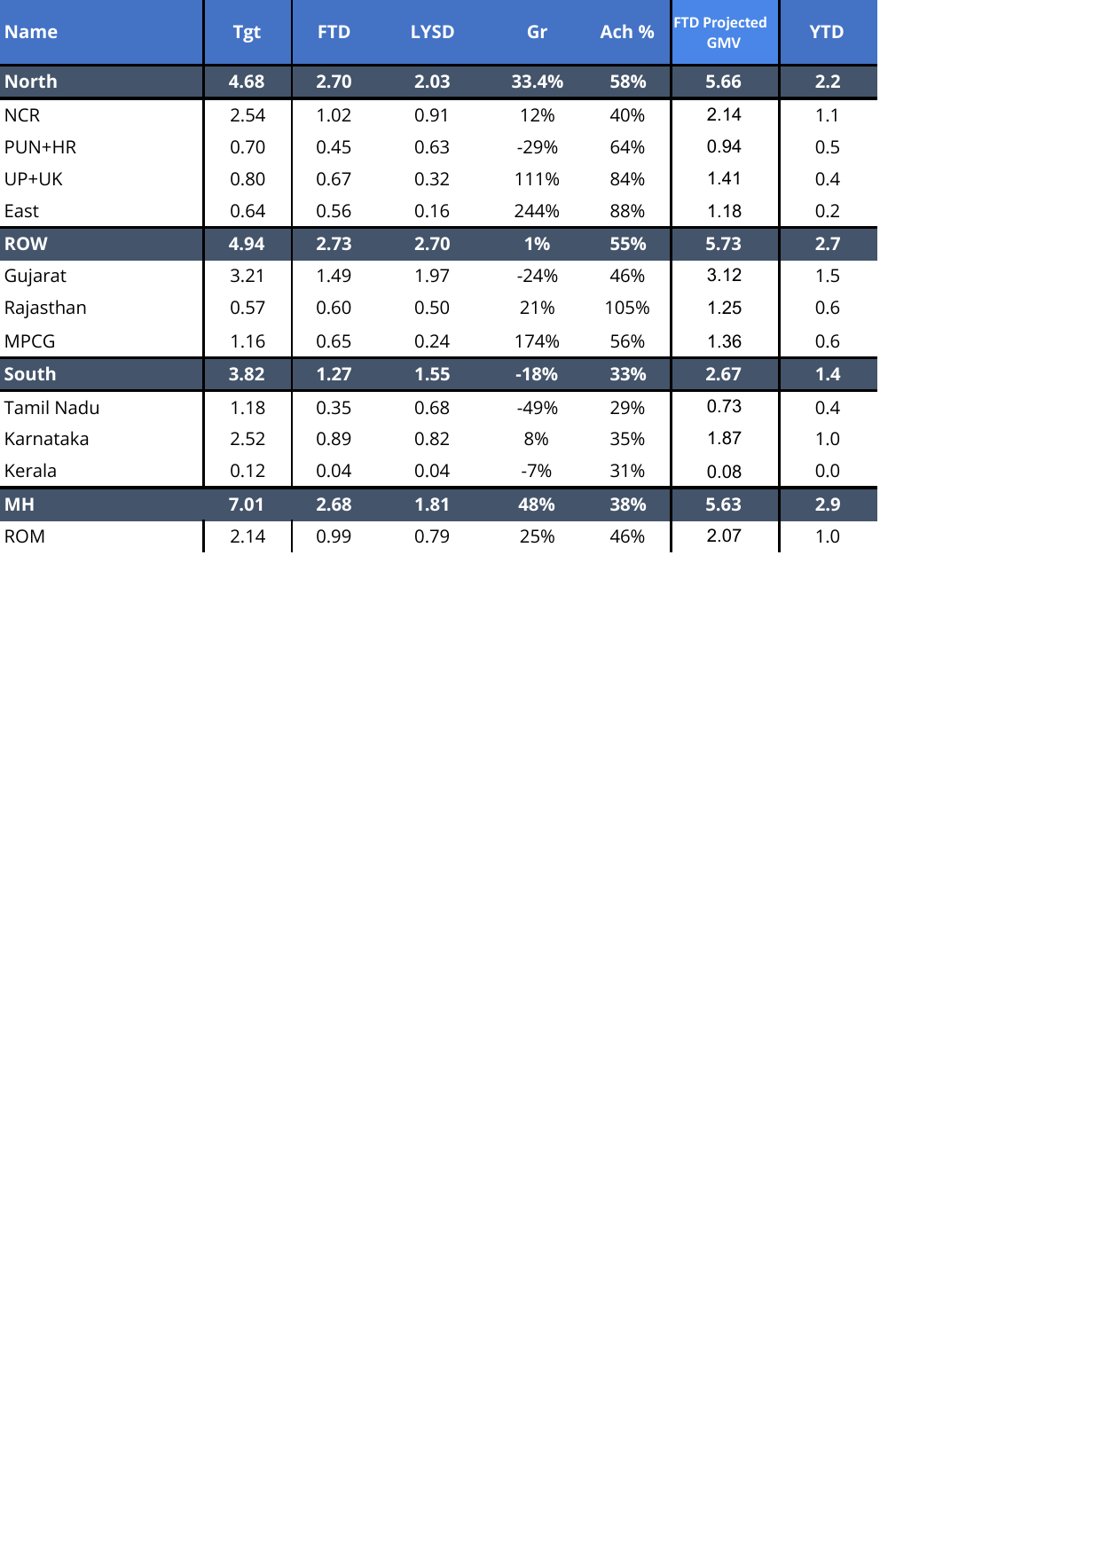 Name Tgt FTD LYSD Gr Ach % FTD Projected GMV YTD
North 4.68 2.70 2.03 33.4% 58% 5.66 2.2
NCR 2.54 1.02 0.91 12% 40% 2.14 1.1
PUN+HR 0.70 0.45 0.63 -29% 64% 0.94 0.5
UP+UK 0.80 0.67 0.32 111% 84% 1.41 0.4
East 0.64 0.56 0.16 244% 88% 1.18 0.2
ROW 4.94 2.73 2.70 1% 55% 5.73 2.7
Gujarat 3.21 1.49 1.97 -24% 46% 3.12 1.5
Rajasthan 0.57 0.60 0.50 21% 105% 1.25 0.6
MPCG 1.16 0.65 0.24 174% 56% 1.36 0.6
South 3.82 1.27 1.55 -18% 33% 2.67 1.4
Tamil Nadu 1.18 0.35 0.68 -49% 29% 0.73 0.4
Karnataka 2.52 0.89 0.82 8% 35% 1.87 1.0
Kerala 0.12 0.04 0.04 -7% 31% 0.08 0.0
MH 7.01 2.68 1.81 48% 38% 5.63 2.9
ROM 2.14 0.99 0.79 25% 46% 2.07 1.0